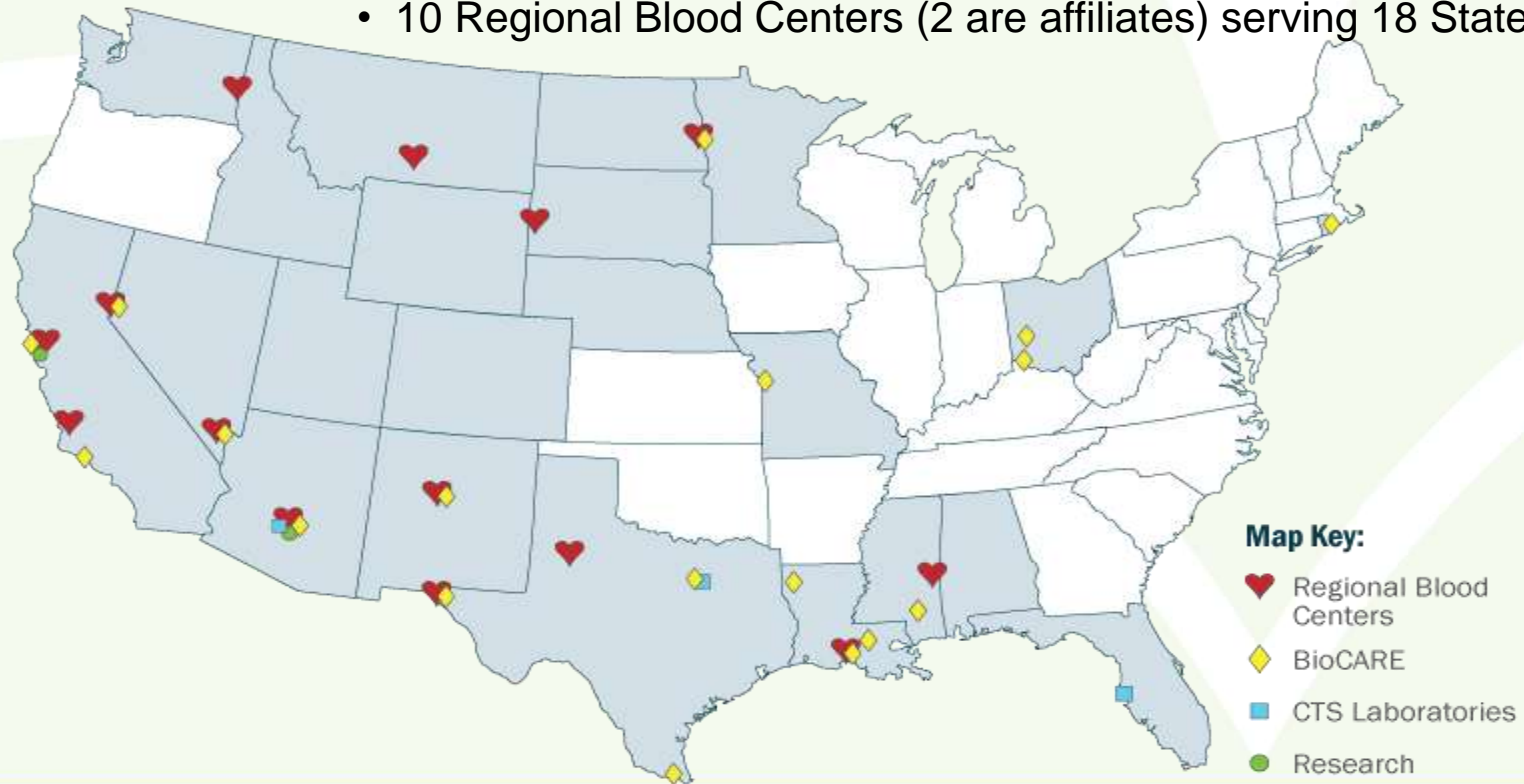 • 10 Regional Blood Centers (2 are affiliates) serving 18 State
Map Key:
Regional Blood
Centers
BioCARE
CTS Laboratories
Research